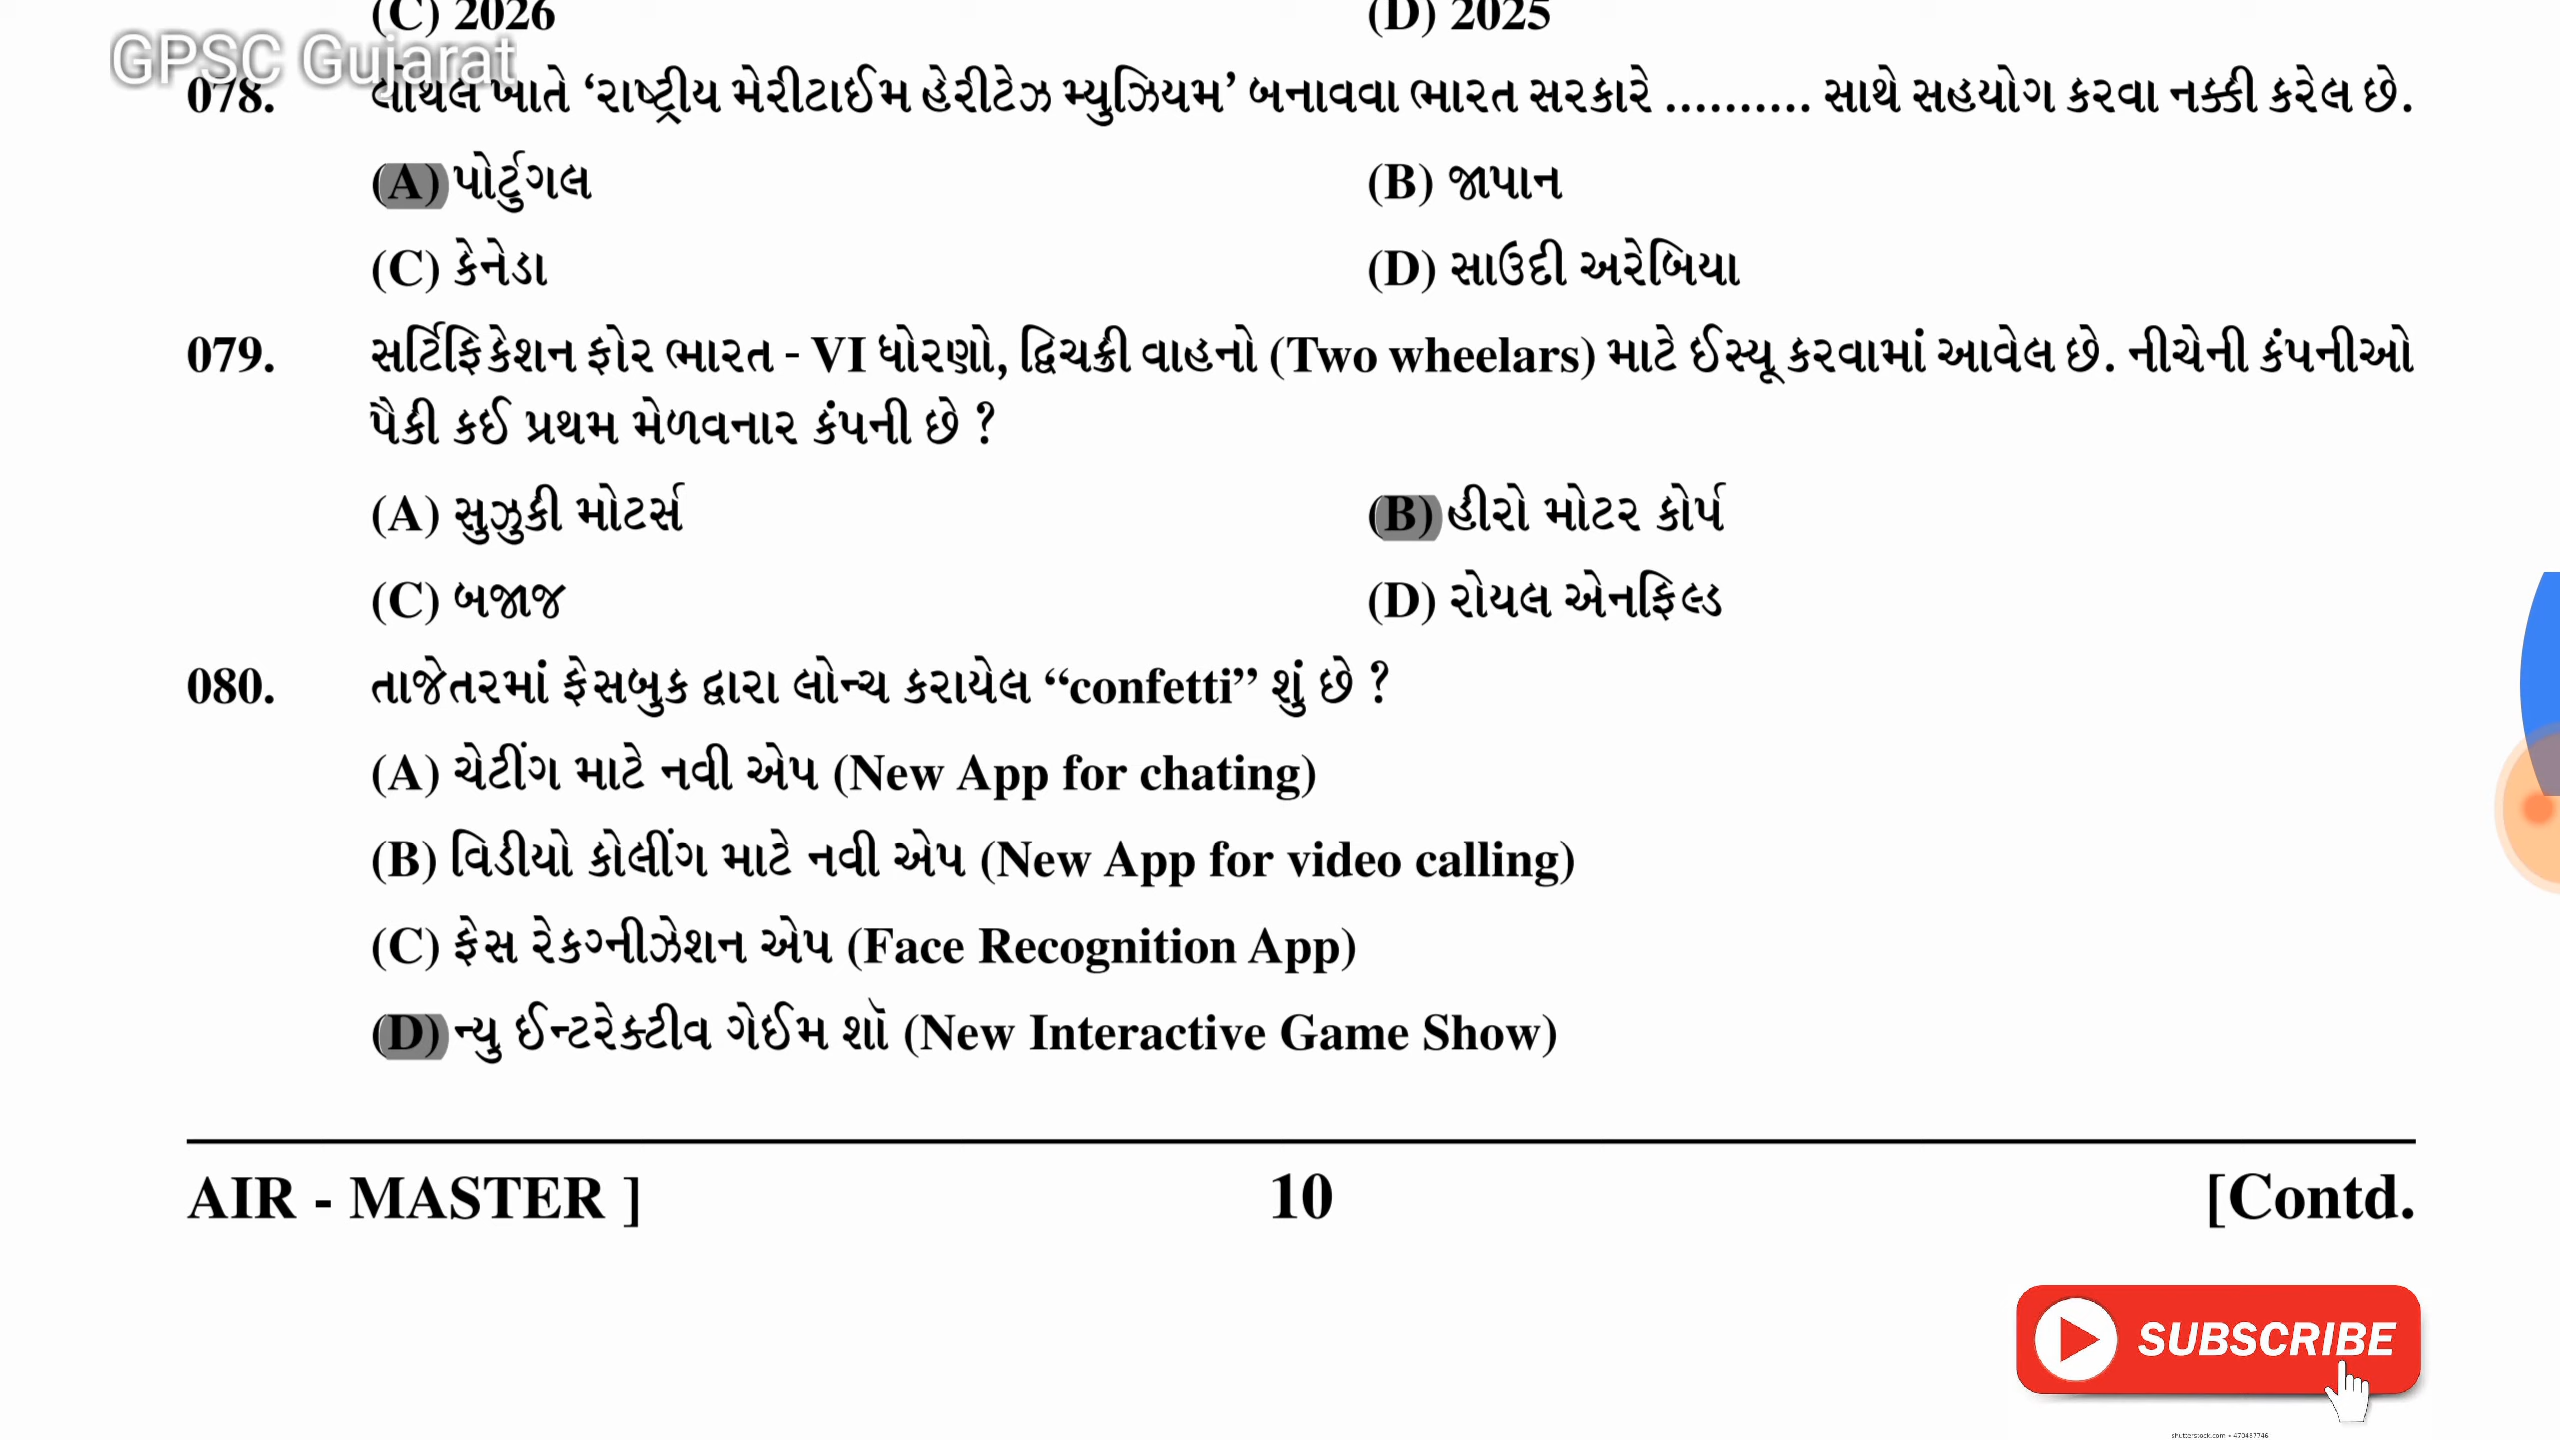 (C) 2026 (D) 2025
GPSC Gujarat
078. લોથલ ખાતે ‘રાષ્ટ્રીય મેરીટાઈમ હેરીટેઝ મ્યુઝિયમ’ બનાવવા ભારત સરકારે .......... સાથે સહયોગ કરવા નક્કી કરેલ છે.
(A) પોર્ટુગલ (B) જાપાન
(C) કેનેડા (D) સાઉદી અરેબિયા
079. સર્ટિફિકેશન ફોર ભારત - VI ધોરણો, દ્વિચક્રી વાહનો (Two wheelars) માટે ઈસ્યૂ કરવામાં આવેલ છે. નીચેની કંપનીઓ
પૈકી કઈ પ્રથમ મેળવનાર કંપની છે ?
(A) સુઝુકી મોટર્સ (B) હીરો મોટર કોર્પ
(C) બજાજ (D) રોયલ એનફિલ્ડ
080. તાજેતરમાં ફેસબુક દ્વારા લોન્ચ કરાયેલ “confetti” શું છે ?
(A) ચેટીંગ માટે નવી એપ (New App for chating)
(B) વિડીયો કોલીંગ માટે નવી એપ (New App for video calling)
(C) ફેસ રેકગ્નીઝેશન એપ (Face Recognition App)
(D) ન્યુ ઈન્ટરેક્ટીવ ગેઈમ શૉ (New Interactive Game Show)
AIR - MASTER ] 10 [Contd.
SUBSCRIBE
shutterstock.com • 470487746